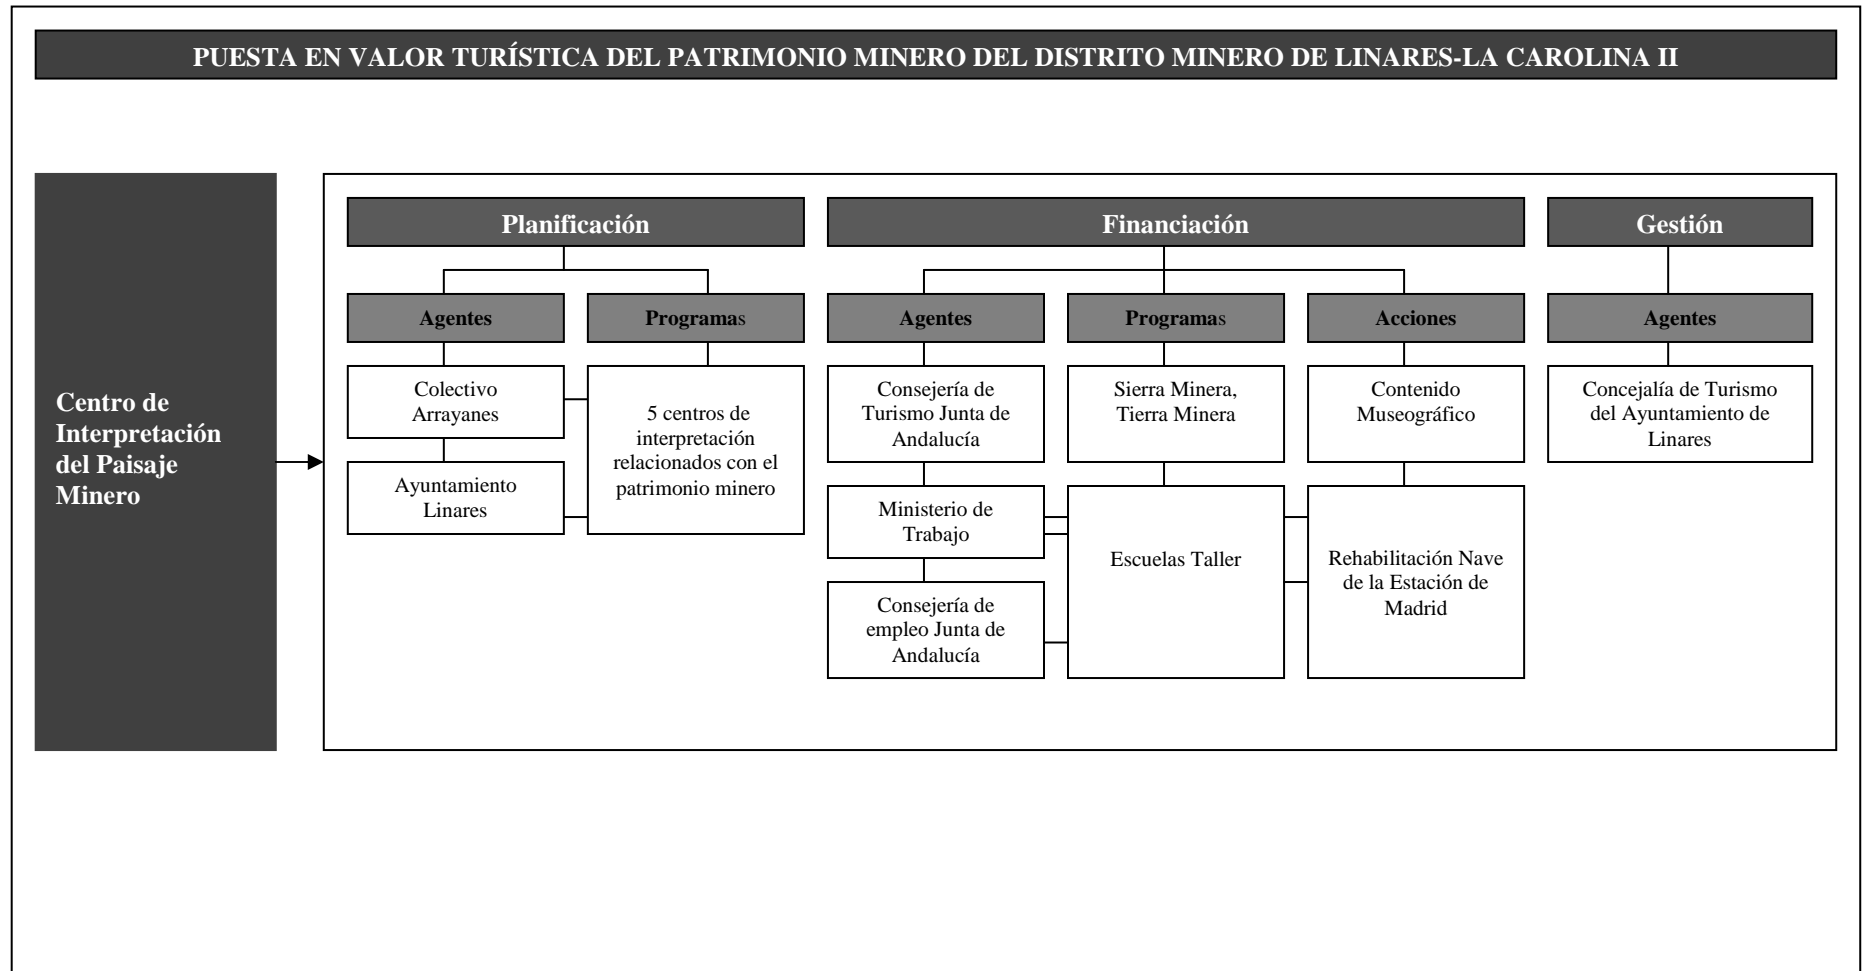 PUESTA EN VALOR TURÍSTICA DEL PATRIMONIO MINERO DEL DISTRITO MINERO DE LINARES-LA CAROLINA II
Centro de
Interpretación
del Paisaje
Minero
Planificación
Agentes
Colectivo
Arrayanes
Ayuntamiento
Linares
Programas
5 centros de
interpretación
relacionados con el
patrimonio minero
Financiación
Agentes
Consejería de
Turismo Junta de
Andalucía
Ministerio de
Trabajo
Consejería de
empleo Junta de
Andalucía
Programas
Sierra Minera,
Tierra Minera
Escuelas Taller
Acciones
Contenido
Museográfico
Rehabilitación Nave
de la Estación de
Madrid
Gestión
Agentes
Concejalía de Turismo
del Ayuntamiento de
Linares